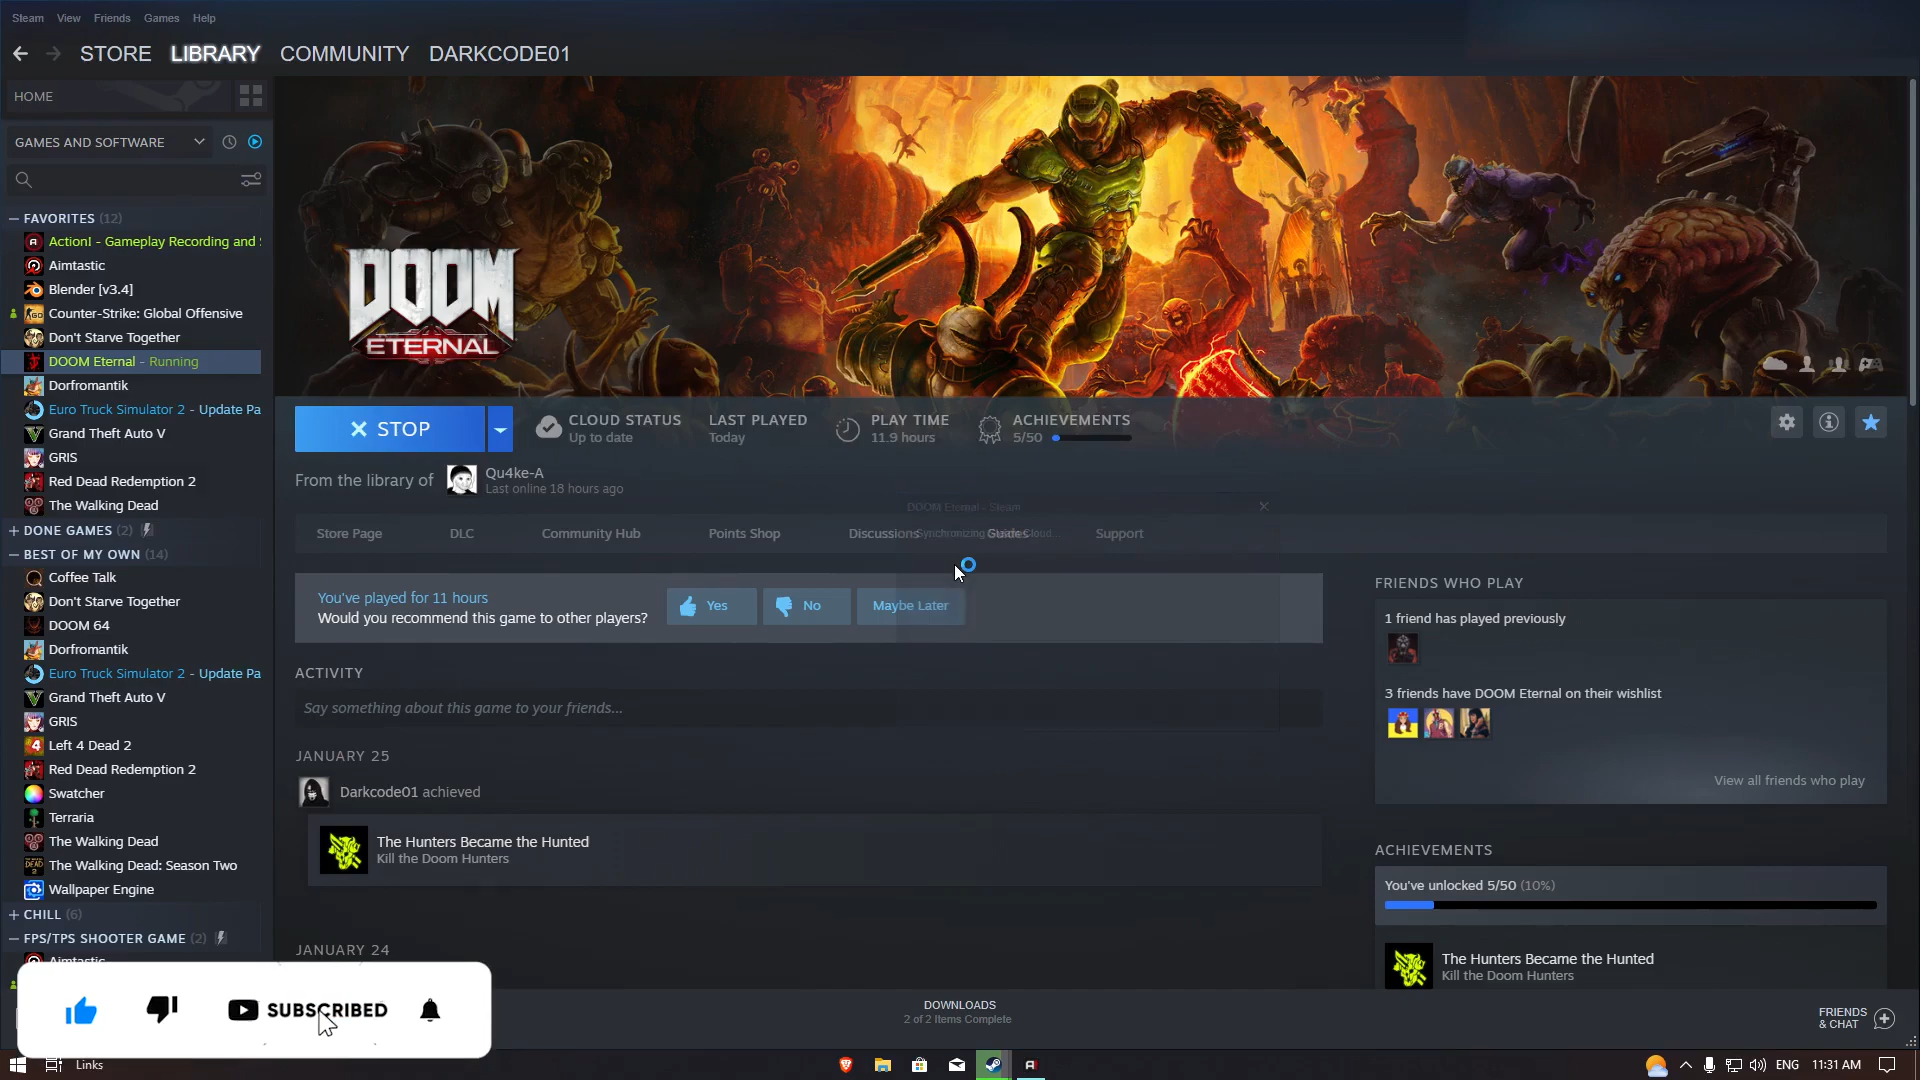 Steam View Friends Games Help
STORE LIBRARY COMMUNITY DARKCODE01
HOME
GAMES AND SOFTWARE
FAVORITES (12)
Action! - Gameplay Recording and
Aimtastic
Blender [v3.4]
Counter-Strike: Global Offensive
Don't Starve Together
DOOM Eternal - Running
Dorfromantik
Euro Truck Simulator 2 - Update Pa
Grand Theft Auto V
GRIS
Red Dead Redemption 2
The Walking Dead
DONE GAMES (2)
BEST OF MY OWN (14)
Coffee Talk
Don't Starve Together
DOOM 64
Dorfromantik
Euro Truck Simulator 2 - Update Pa
Grand Theft Auto V
GRIS
Left 4 Dead 2
Red Dead Redemption 2
Swatcher
Terraria
The Walking Dead
The Walking Dead: Season Two
Wallpaper Engine
CHILL (6)
FPS/TPS SHOOTER GAME (2)
Aimtastic
DOOM
ETERNAL
STOP
CLOUD STATUS
Up to date
LAST PLAYED
Today
PLAY TIME
11.9 hours
ACHIEVEMENTS
5/50
From the library of
Qu4ke-A
Last online 18 hours ago
DOOM Eternal - Steam
Store Page DLC Community Hub Points Shop Discussions Guides Support
Synchronizing Cloud...
You've played for 11 hours
Would you recommend this game to other players?
Yes No Maybe Later
ACTIVITY
Say something about this game to your friends...
JANUARY 25
Darkcode01 achieved
The Hunters Became the Hunted
Kill the Doom Hunters
JANUARY 24
FRIENDS WHO PLAY
1 friend has played previously
3 friends have DOOM Eternal on their wishlist
View all friends who play
ACHIEVEMENTS
You've unlocked 5/50 (10%)
The Hunters Became the Hunted
Kill the Doom Hunters
SUBSCRIBED
DOWNLOADS
2 of 2 Items Complete
FRIENDS
& CHAT
Links
ENG 11:31 AM